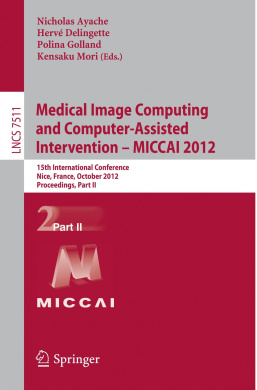 Nicholas Ayache
Hervé Delingette
Polina Golland
Kensaku Mori (Eds.)
LNCS 7511
Medical Image Computing
and Computer-Assisted
Intervention – MICCAI 2012
15th International Conference
Nice, France, October 2012
Proceedings, Part II
2 Part II
MICCAI
Springer